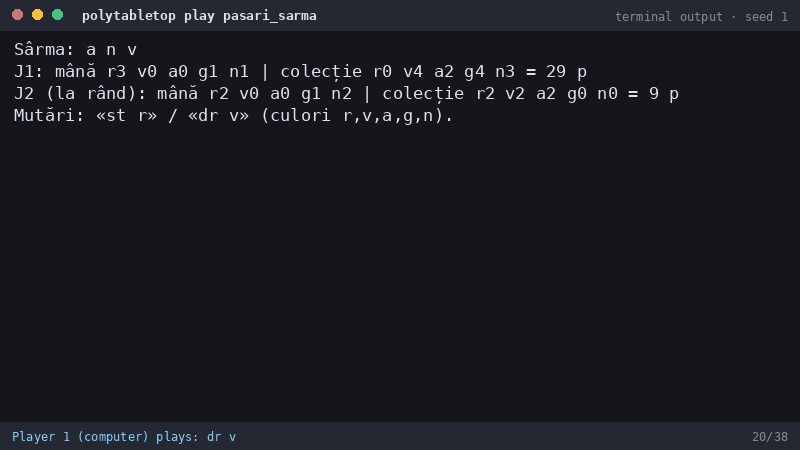 polytabletop play pasari_sarma
terminal output · seed 1
Sârma: a n v
J1: mână r3 v0 a0 g1 n1 | colecție r0 v4 a2 g4 n3 = 29 p
J2 (la rând): mână r2 v0 a0 g1 n2 | colecție r2 v2 a2 g0 n0 = 9 p
Mutări: «st r» / «dr v» (culori r,v,a,g,n).
Player 1 (computer) plays: dr v
20/38